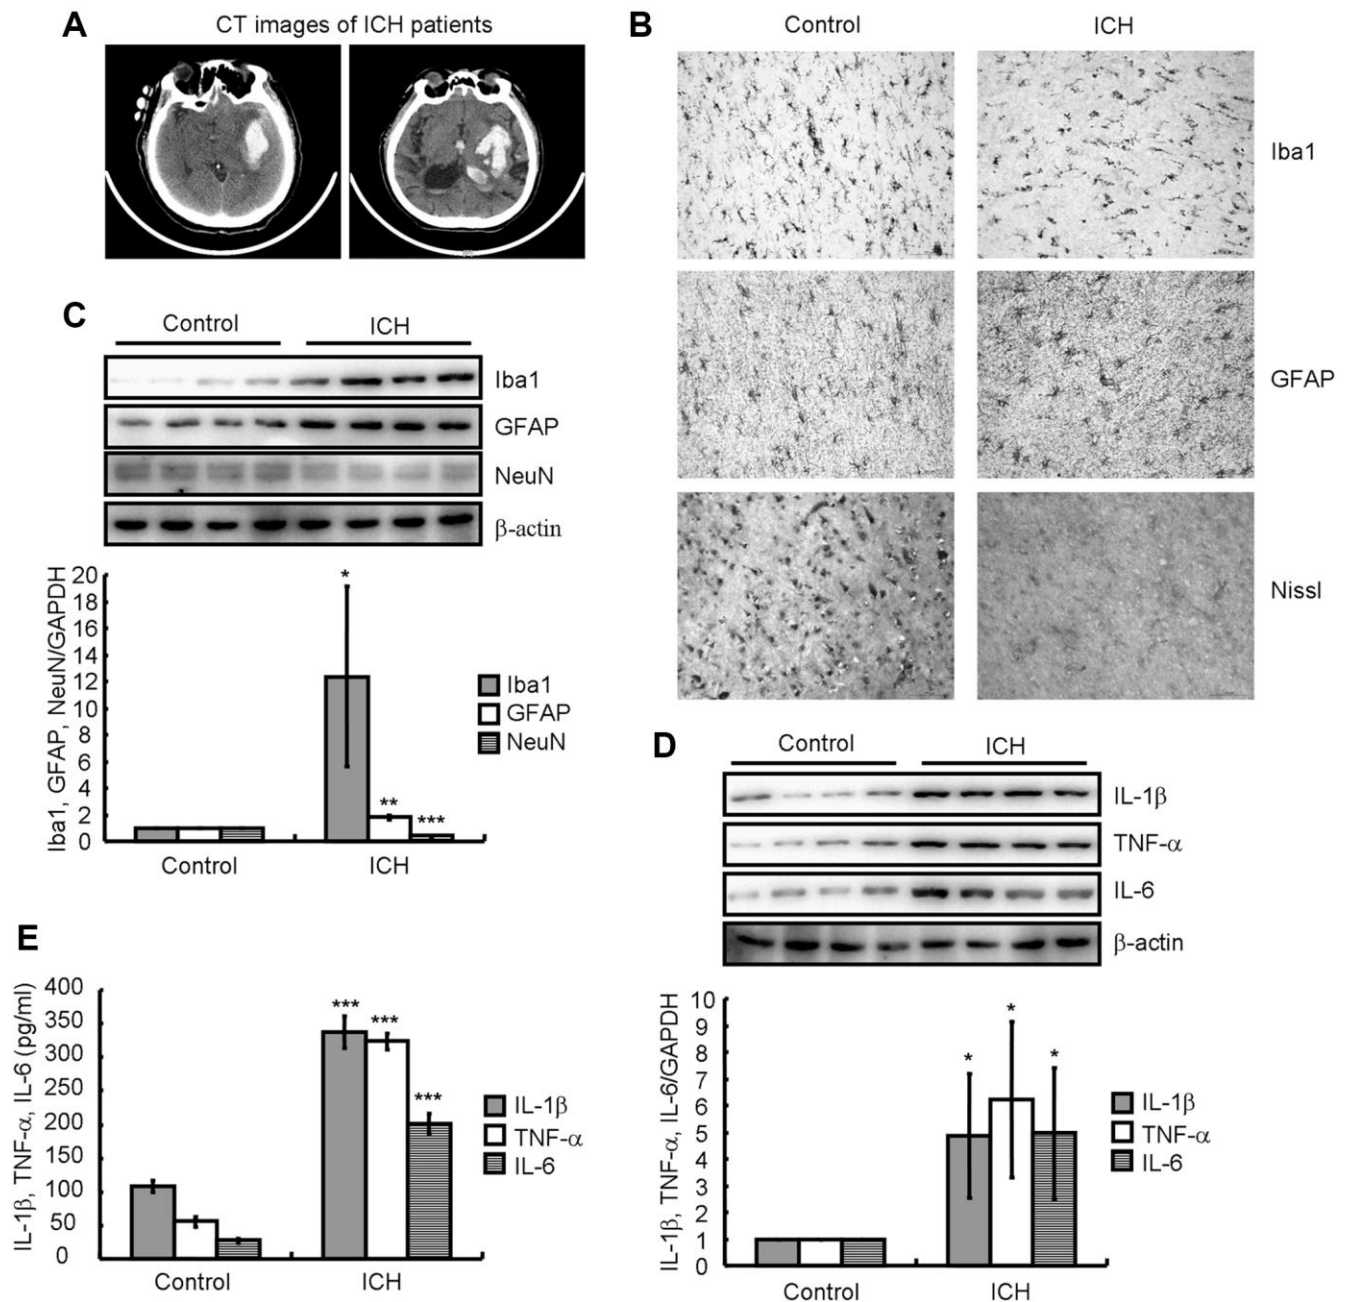 A
CT images of ICH patients
B
Control ICH
Iba1
GFAP
Nissl
C
Control ICH
Iba1
GFAP
NeuN
β-actin
Iba1, GFAP, NeuN/GAPDH
20
18
16
14
12
10
8
6
4
2
0
*
**
***
Iba1
GFAP
NeuN
Control ICH
D
Control ICH
IL-1β
TNF-α
IL-6
β-actin
IL-1β, TNF-α, IL-6/GAPDH
10
9
8
7
6
5
4
3
2
1
0
*
*
*
IL-1β
TNF-α
IL-6
Control ICH
E
IL-1β, TNF-α, IL-6 (pg/ml)
400
350
300
250
200
150
100
50
0
***
***
***
IL-1β
TNF-α
IL-6
Control ICH